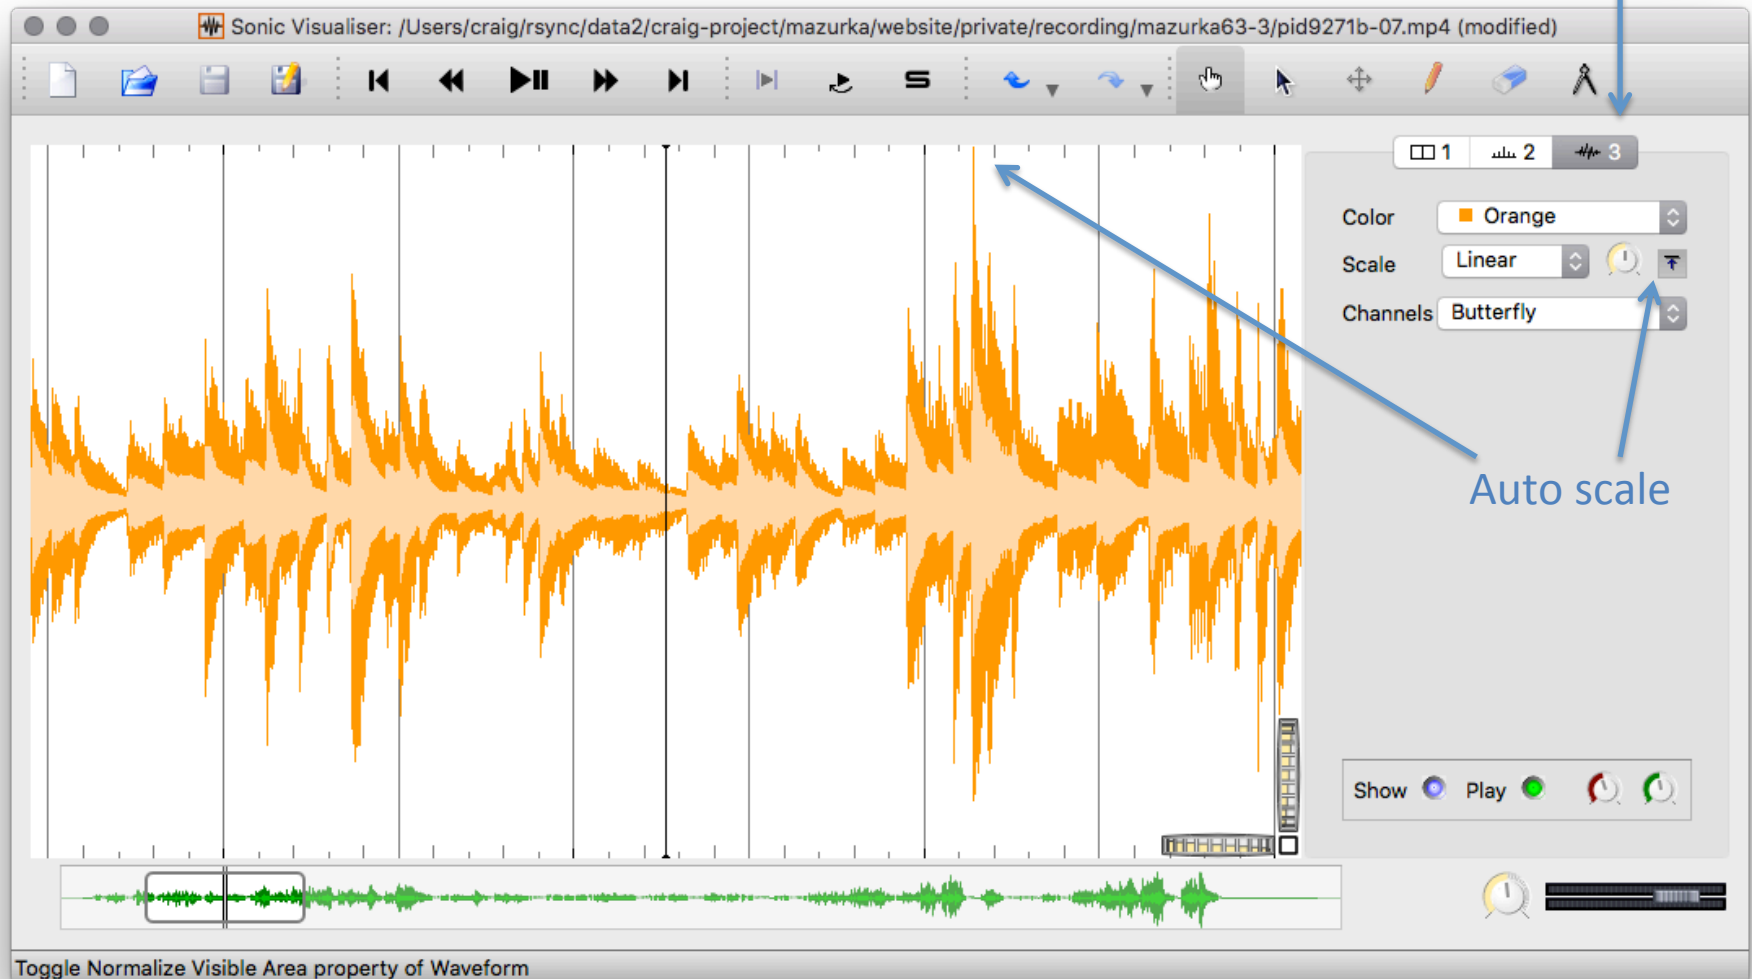 Sonic Visualiser: /Users/craig/rsync/data2/craig-project/mazurka/website/private/recording/mazurka63-3/pid9271b-07.mp4 (modified)
1 2 3
Color Orange
Scale Linear
Channels Butterfly
Auto scale
Show Play
Toggle Normalize Visible Area property of Waveform